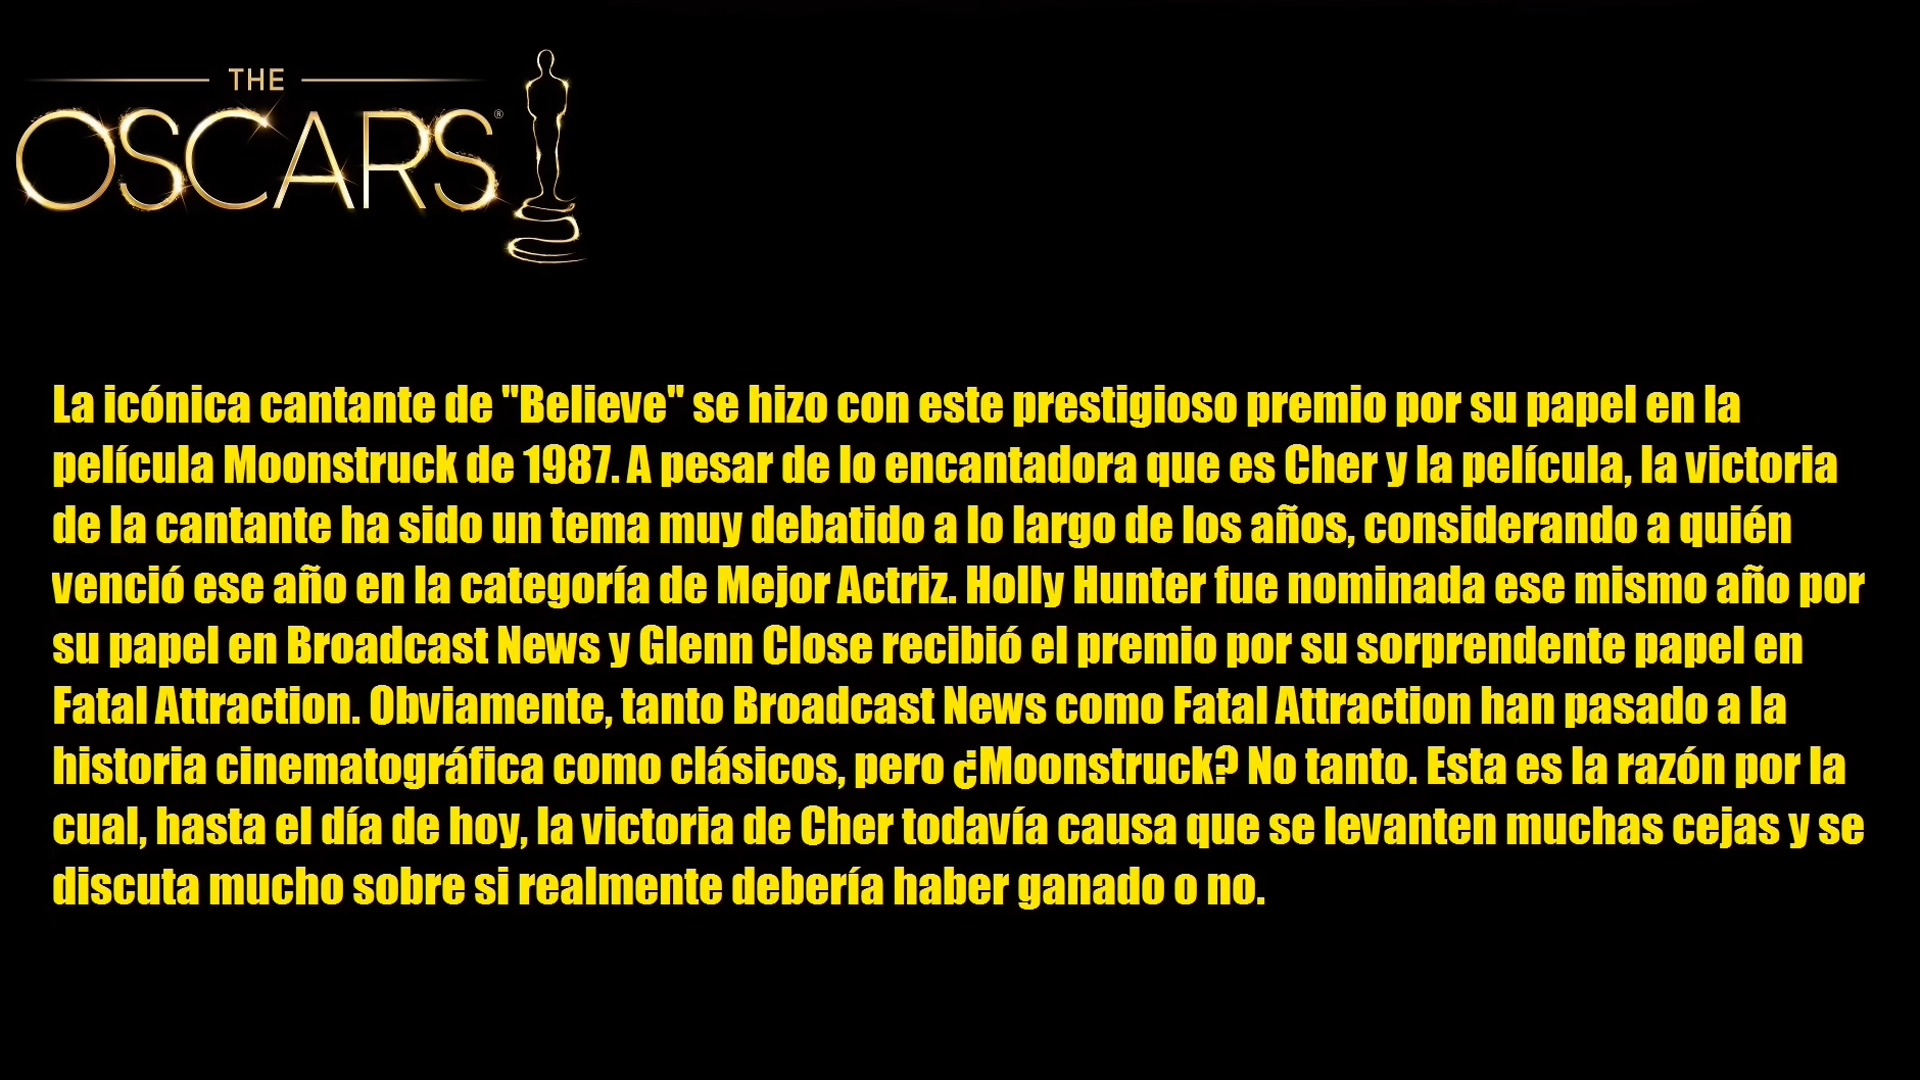 THE
OSCARS®
La icónica cantante de "Believe" se hizo con este prestigioso premio por su papel en la
película Moonstruck de 1987. A pesar de lo encantadora que es Cher y la película, la victoria
de la cantante ha sido un tema muy debatido a lo largo de los años, considerando a quién
venció ese año en la categoría de Mejor Actriz. Holly Hunter fue nominada ese mismo año por
su papel en Broadcast News y Glenn Close recibió el premio por su sorprendente papel en
Fatal Attraction. Obviamente, tanto Broadcast News como Fatal Attraction han pasado a la
historia cinematográfica como clásicos, pero ¿Moonstruck? No tanto. Esta es la razón por la
cual, hasta el día de hoy, la victoria de Cher todavía causa que se levanten muchas cejas y se
discuta mucho sobre si realmente debería haber ganado o no.